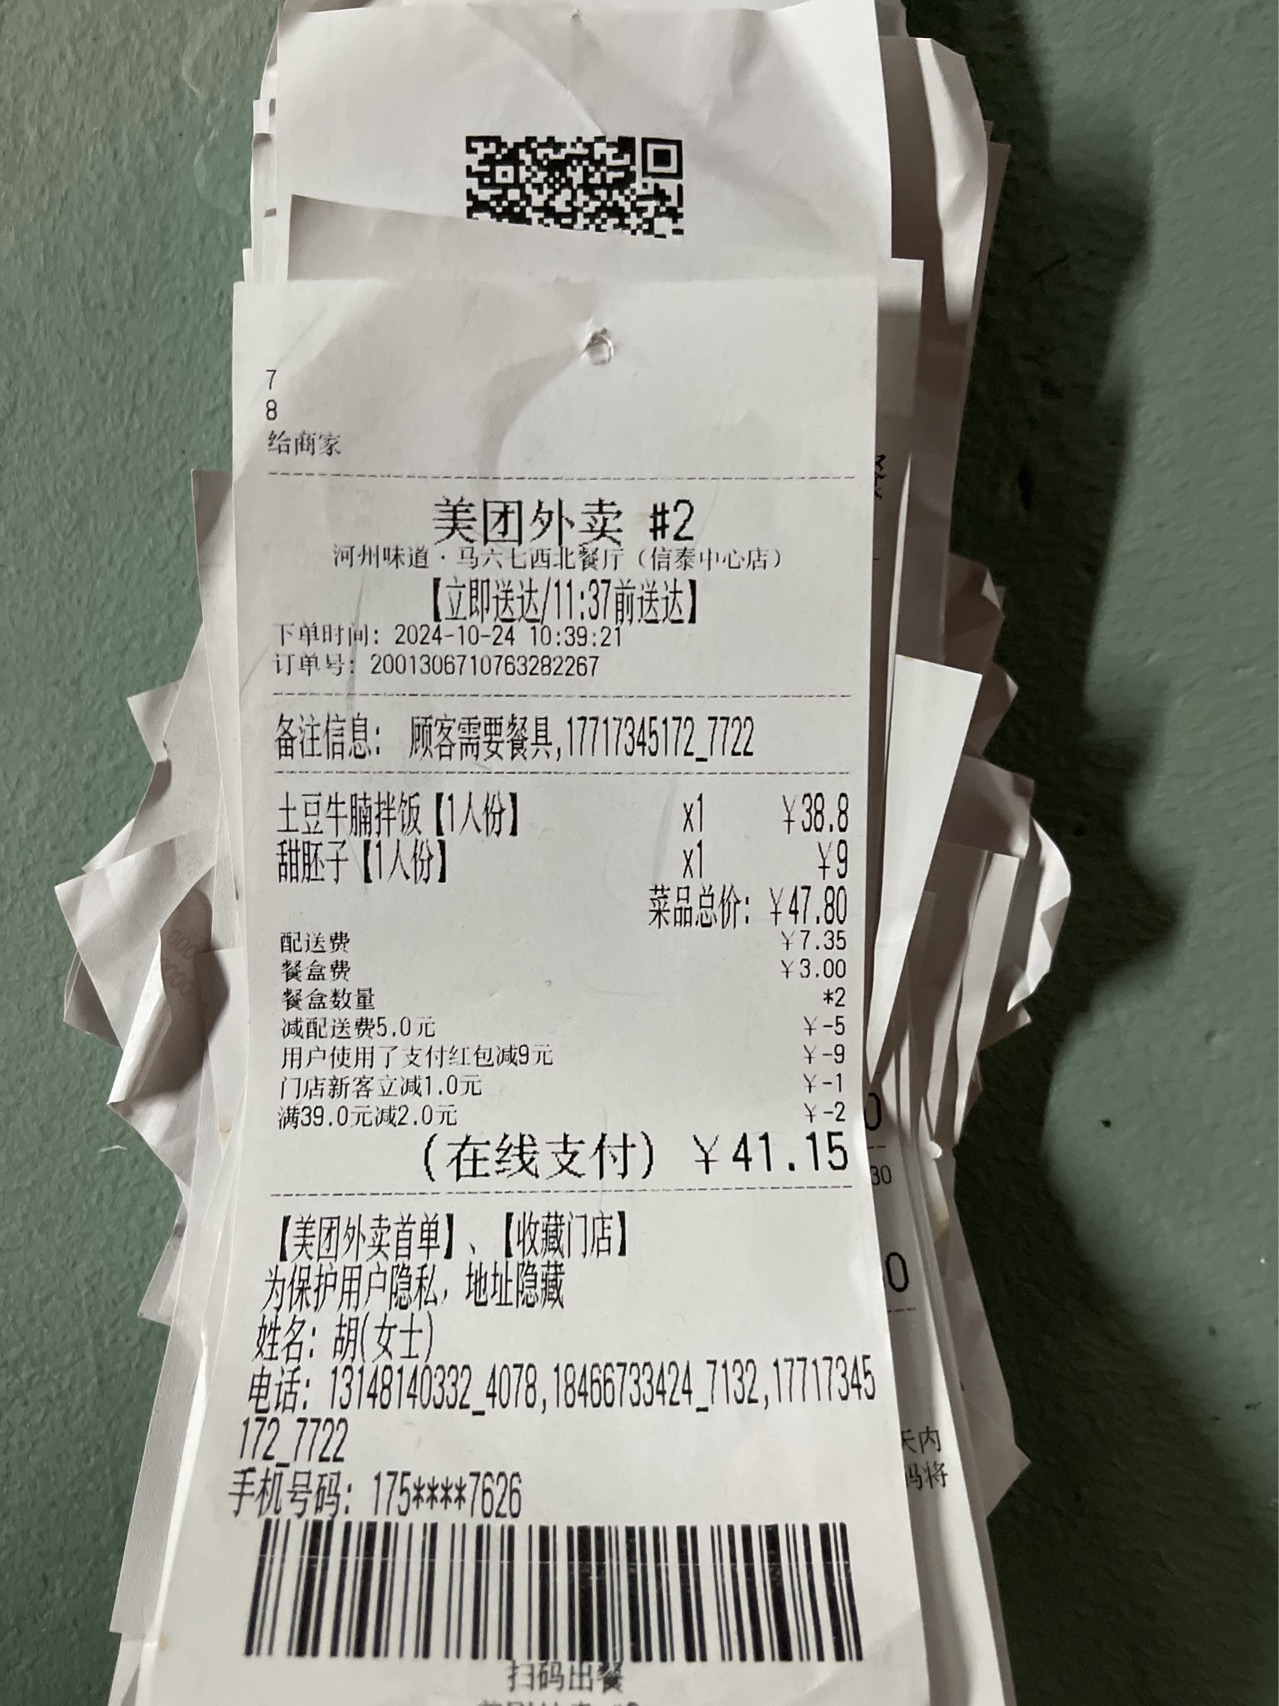 7
8
给商家
美团外卖 #2
河州味道·马六七西北餐厅（信泰中心店）
【立即送达/11:37前送达】
下单时间: 2024-10-24 10:39:21
订单号: 2001306710763282267
备注信息: 顾客需要餐具,17717345172_7722
土豆牛腩拌饭【1人份】 x1 ￥38.8
甜胚子【1人份】 x1 ￥9
菜品总价: ￥47.80
配送费 ￥7.35
餐盒费 ￥3.00
餐盒数量 *2
减配送费5.0元 ￥-5
用户使用了支付红包减9元 ￥-9
门店新客立减1.0元 ￥-1
满39.0元减2.0元 ￥-2
(在线支付) ￥41.15
【美团外卖首单】、【收藏门店】
为保护用户隐私，地址隐藏
姓名: 胡(女士)
电话: 13148140332_4078,18466733424_7132,17717345
172_7722
手机号码: 175****7626
扫码出餐
0
30
0
天内
码将